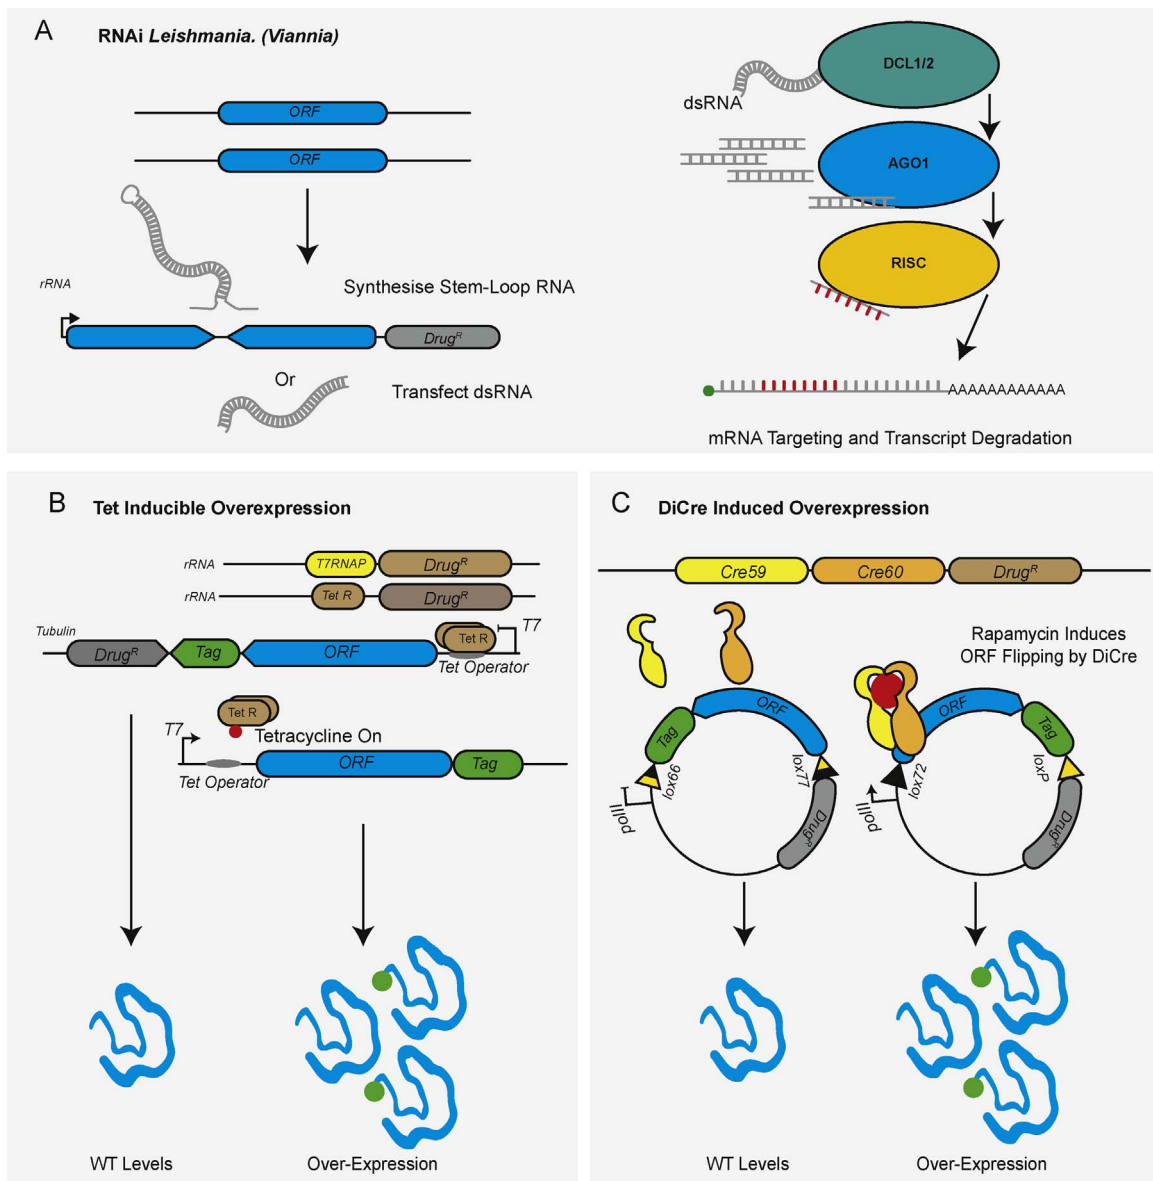 A
RNAi Leishmania. (Viannia)
ORF
ORF
rRNA
Synthesise Stem-Loop RNA
Drug^R
Or
Transfect dsRNA
DCL1/2
dsRNA
AGO1
RISC
AAAAAAAAAAAA
mRNA Targeting and Transcript Degradation
B
Tet Inducible Overexpression
rRNA
T7RNAP
Drug^R
rRNA
Tet R
Drug^R
Tubulin
Drug^R
Tag
ORF
Tet R
T7
Tet Operator
Tet R
T7
Tetracycline On
Tet Operator
ORF
Tag
WT Levels
Over-Expression
C
DiCre Induced Overexpression
Cre59
Cre60
Drug^R
Rapamycin Induces
ORF Flipping by DiCre
Tag
ORF
lox66
lox77
polII
Drug^R
ORF
Tag
lox72
loxP
polII
Drug^R
WT Levels
Over-Expression